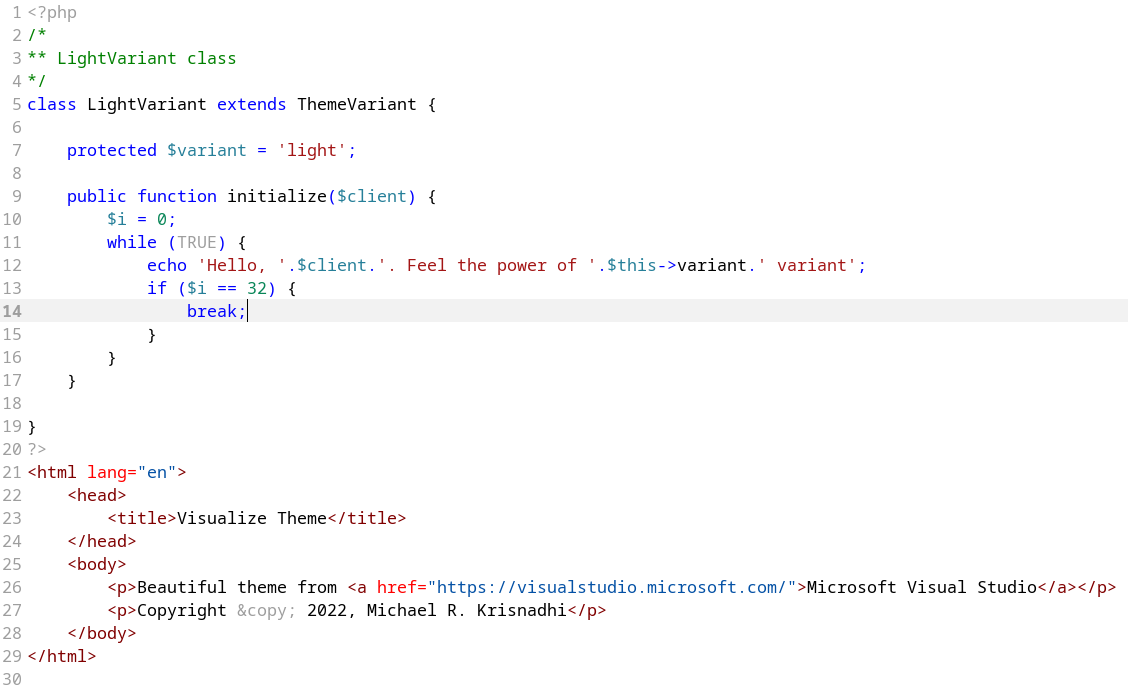 1 <?php
2 /*
3 ** LightVariant class
4 */
5 class LightVariant extends ThemeVariant {
6
7     protected $variant = 'light';
8
9     public function initialize($client) {
10         $i = 0;
11         while (TRUE) {
12             echo 'Hello, '.$client.'. Feel the power of '.$this->variant.' variant';
13             if ($i == 32) {
14                 break;
15             }
16         }
17     }
18
19 }
20 ?>
21 <html lang="en">
22     <head>
23         <title>Visualize Theme</title>
24     </head>
25     <body>
26         <p>Beautiful theme from <a href="https://visualstudio.microsoft.com/">Microsoft Visual Studio</a></p>
27         <p>Copyright &copy; 2022, Michael R. Krisnadhi</p>
28     </body>
29 </html>
30